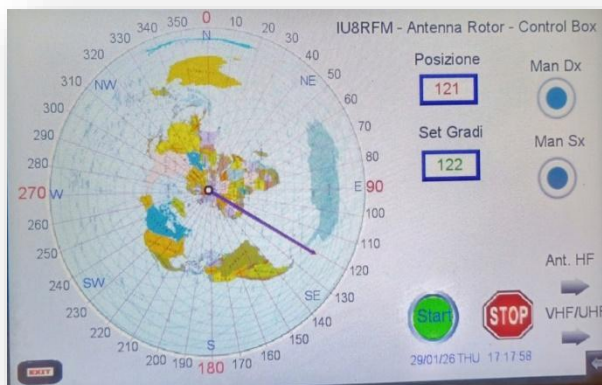 IU8RFM - Antenna Rotor - Control Box
Posizione
121
Set Gradi
122
Man Dx
Man Sx
Ant. HF
VHF/UHF
Start
STOP
29/01/26 THU 17:17:58
EXIT
0
10
20
30
40
50
60
70
80
90
100
110
120
130
140
150
160
170
180
190
200
210
220
230
240
250
260
270
280
290
300
310
320
330
340
350
N
NE
E
SE
S
SW
W
NW